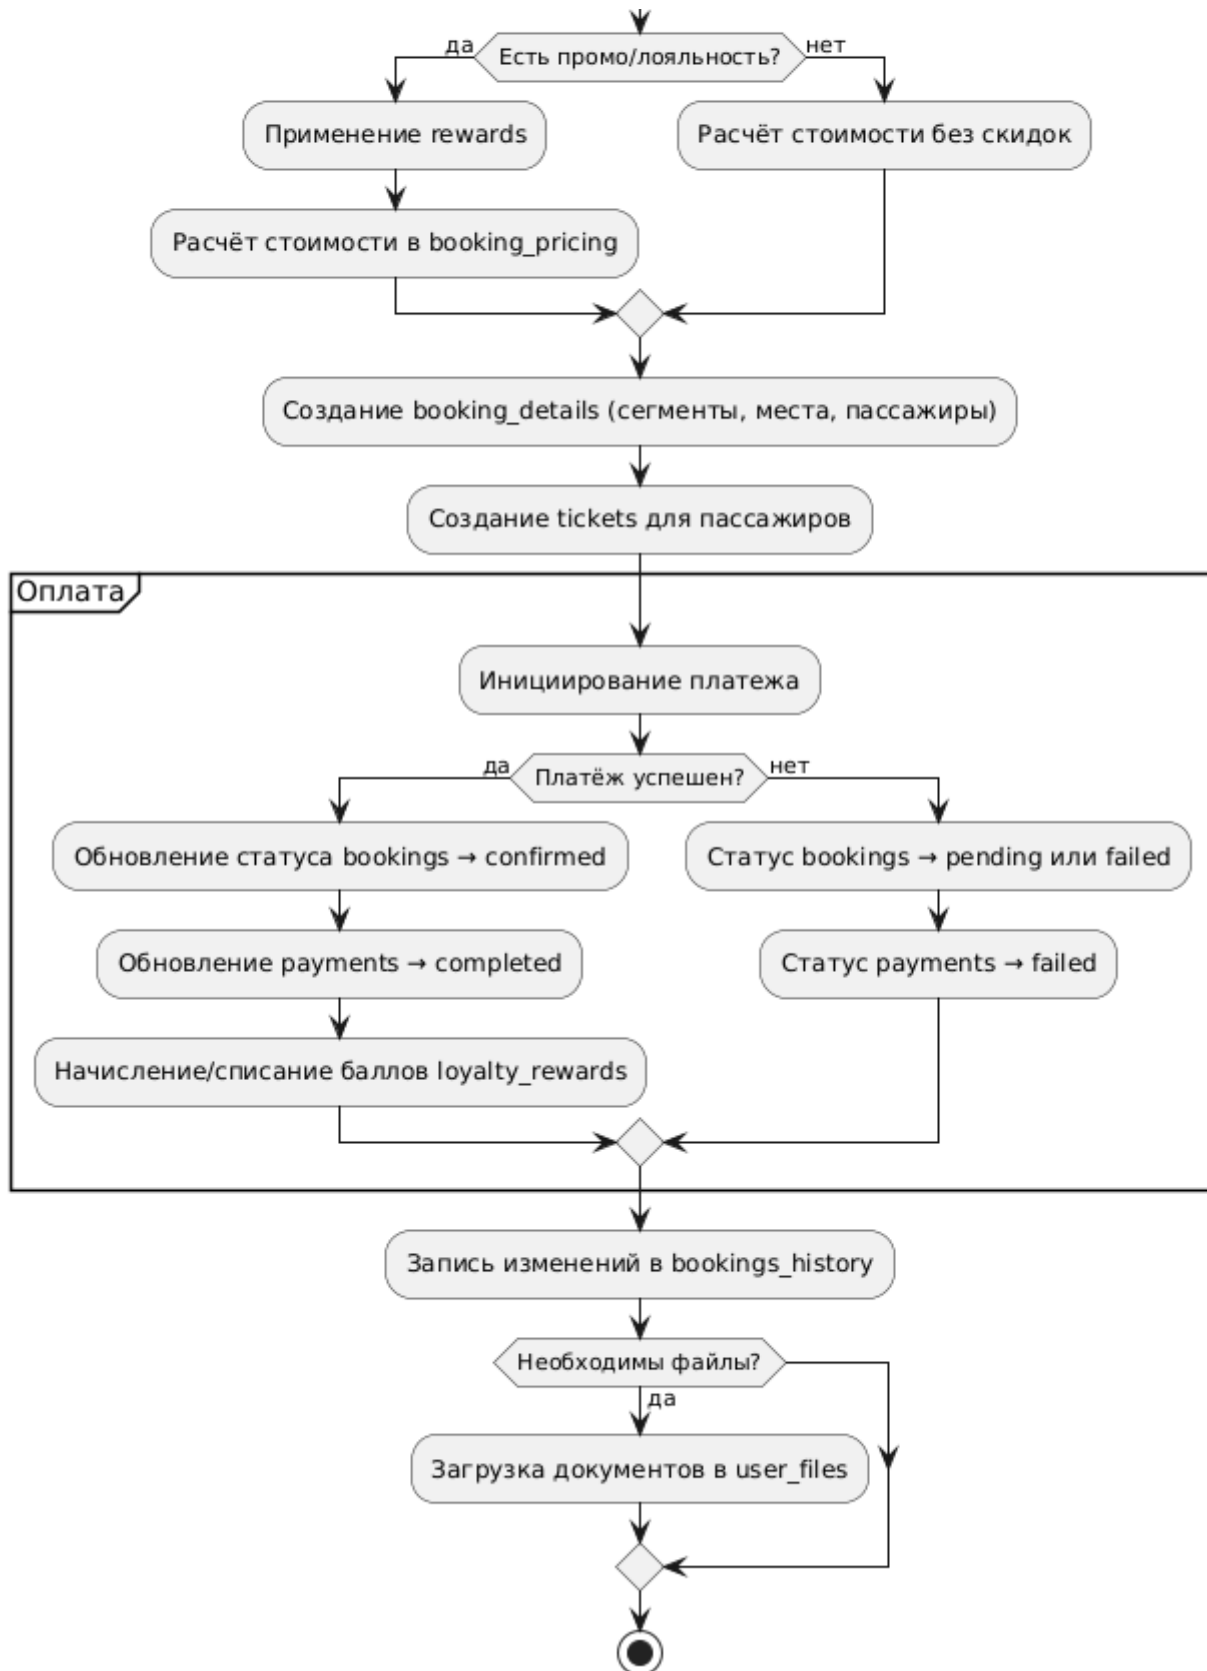 да
Есть промо/лояльность?
нет
Применение rewards
Расчёт стоимости без скидок
Расчёт стоимости в booking_pricing
Создание booking_details (сегменты, места, пассажиры)
Создание tickets для пассажиров
Оплата
Инициирование платежа
да
Платёж успешен?
нет
Обновление статуса bookings → confirmed
Статус bookings → pending или failed
Обновление payments → completed
Статус payments → failed
Начисление/списание баллов loyalty_rewards
Запись изменений в bookings_history
Необходимы файлы?
да
Загрузка документов в user_files